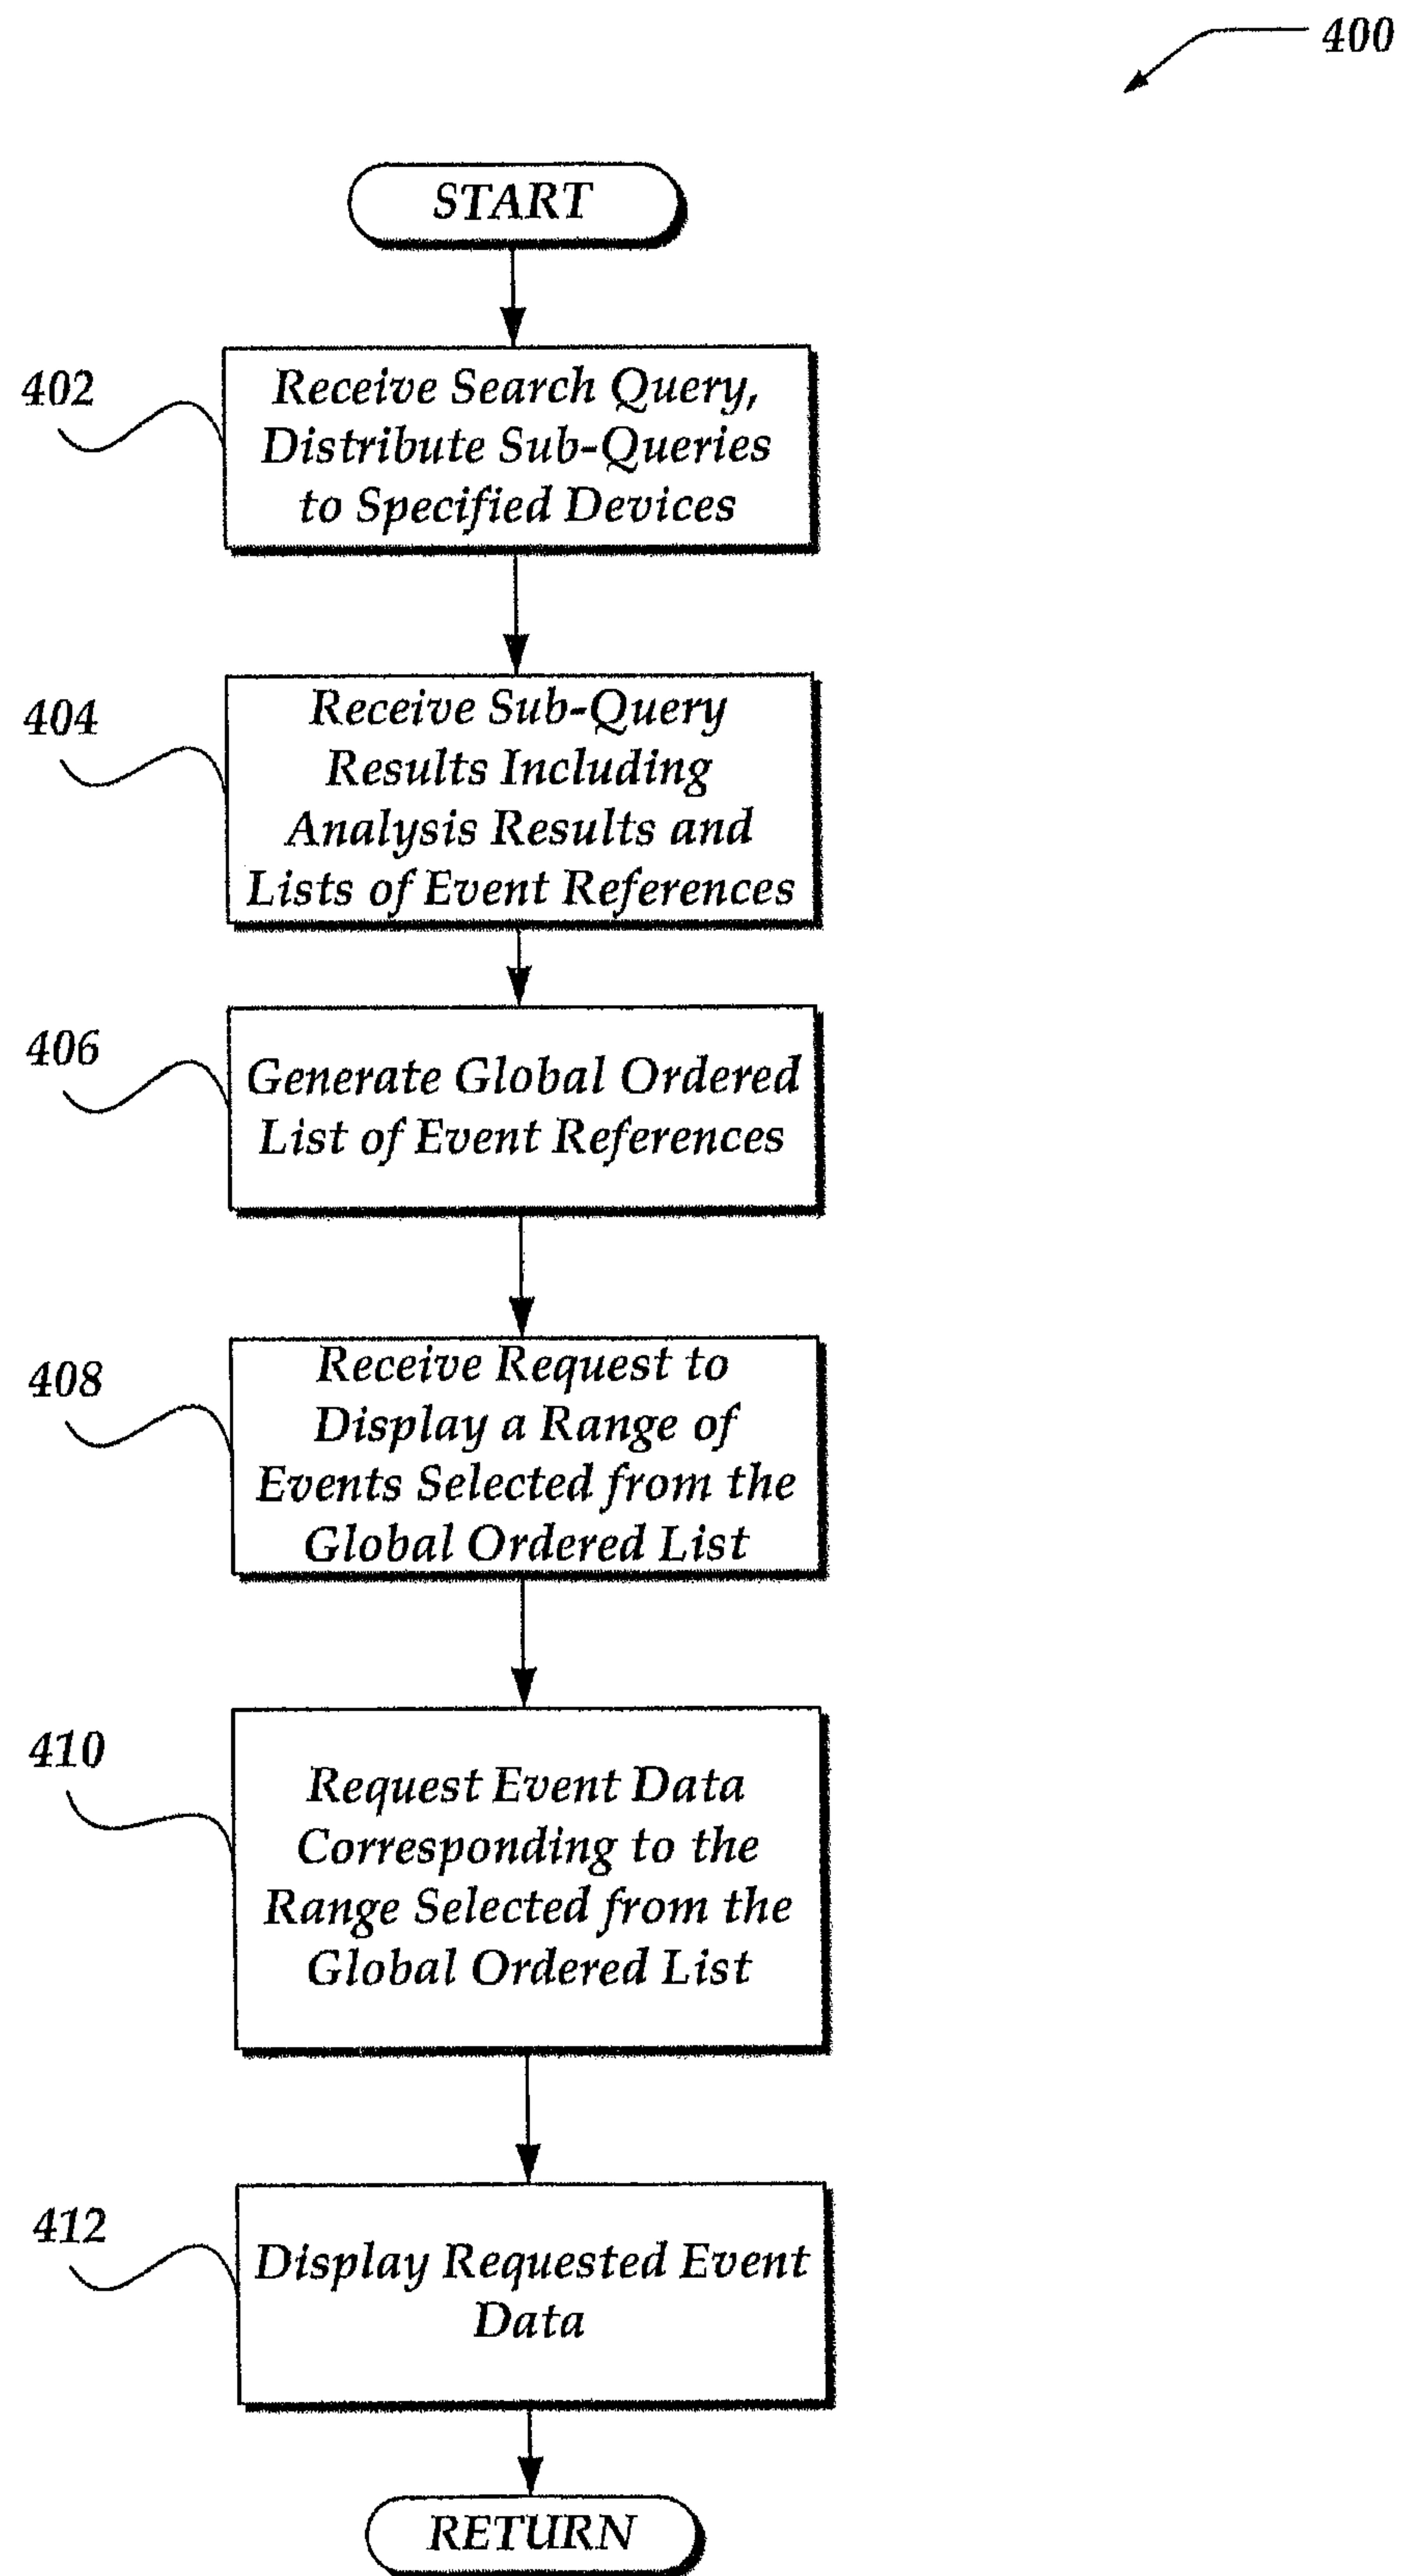 400
START
402
Receive Search Query,
Distribute Sub-Queries
to Specified Devices
404
Receive Sub-Query
Results Including
Analysis Results and
Lists of Event References
406
Generate Global Ordered
List of Event References
408
Receive Request to
Display a Range of
Events Selected from the
Global Ordered List
410
Request Event Data
Corresponding to the
Range Selected from the
Global Ordered List
412
Display Requested Event
Data
RETURN